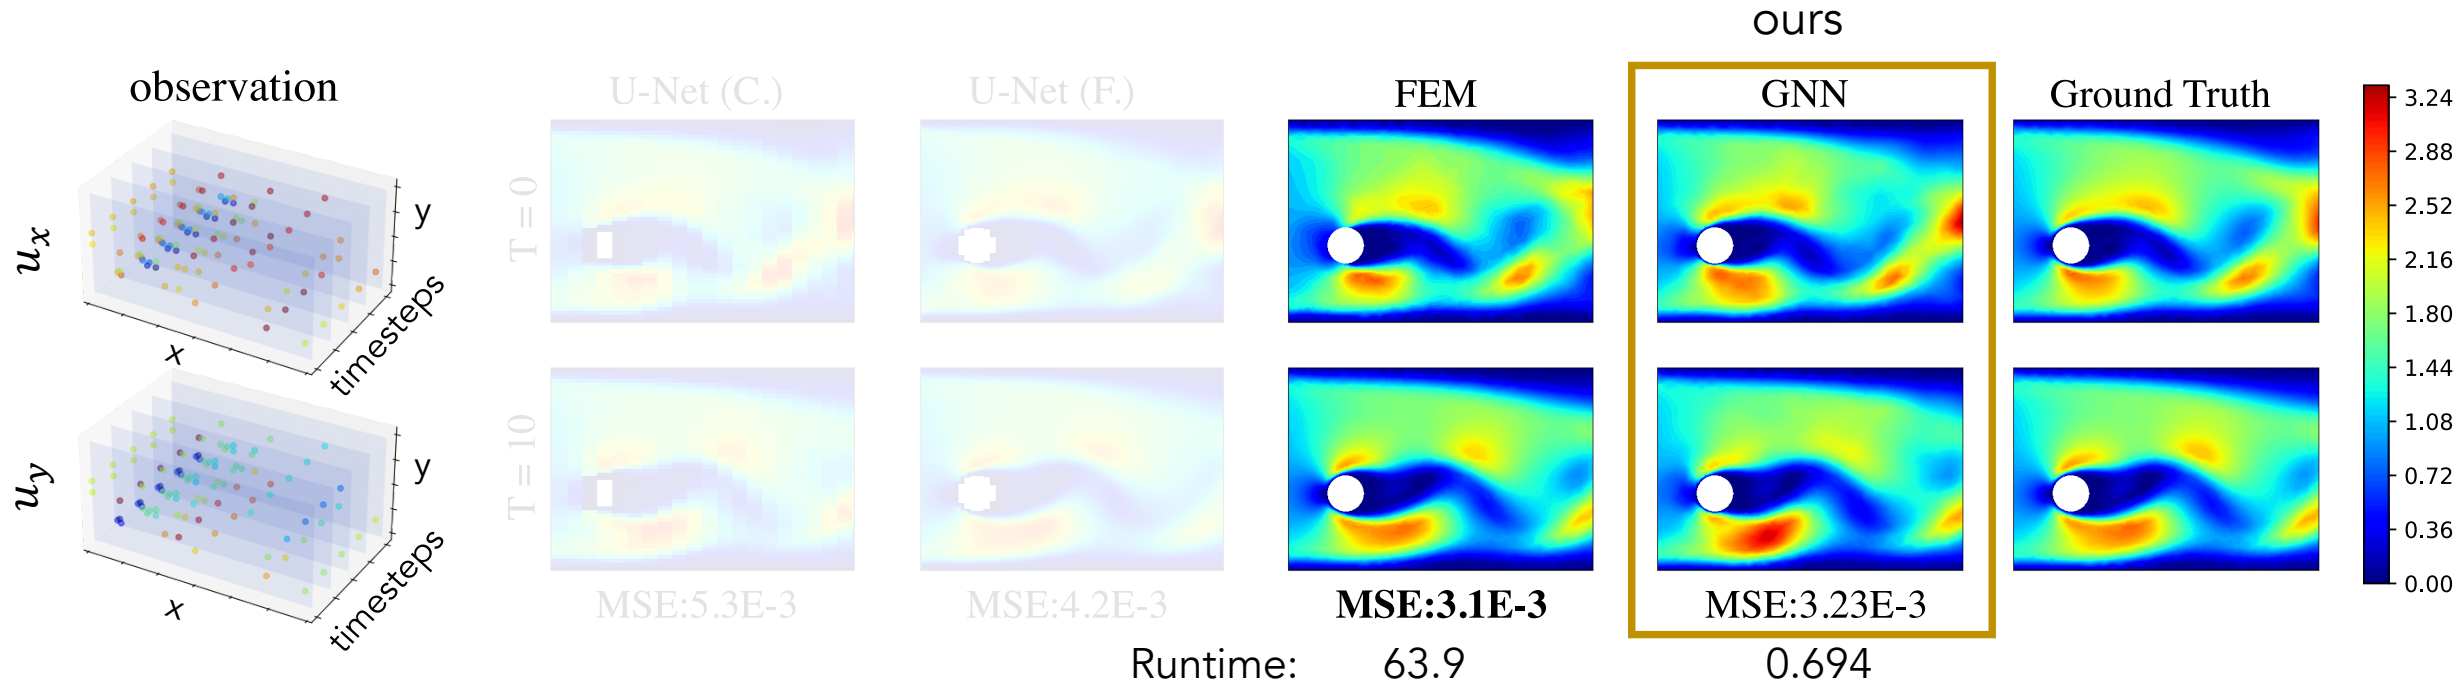 ours
observation
U-Net (C.)
U-Net (F.)
FEM
GNN
Ground Truth
u_x
y
x
timesteps
T = 0
u_y
y
x
timesteps
T = 10
3.24
2.88
2.52
2.16
1.80
1.44
1.08
0.72
0.36
0.00
MSE:5.3E-3
MSE:4.2E-3
MSE:3.1E-3
MSE:3.23E-3
Runtime: 63.9 0.694